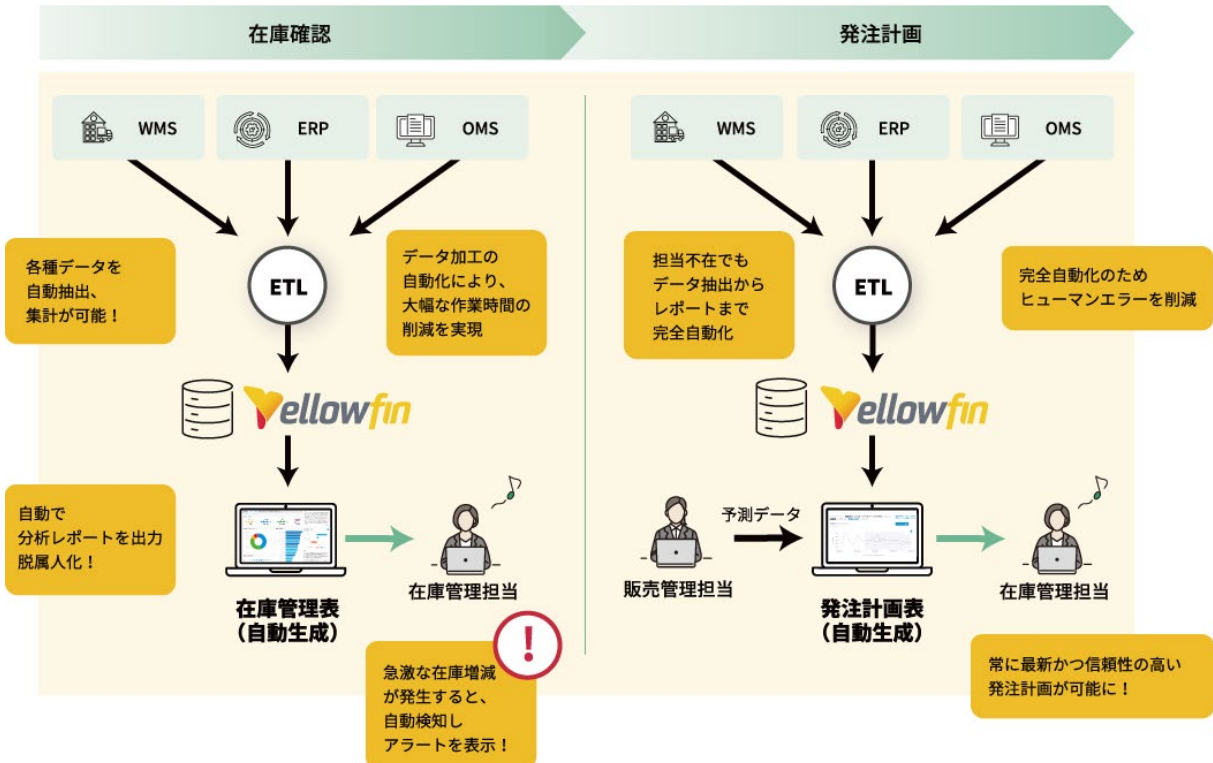 在庫確認
発注計画
WMS
ERP
OMS
WMS
ERP
OMS
各種データを
自動抽出、
集計が可能！
ETL
データ加工の
自動化により、
大幅な作業時間の
削減を実現
担当不在でも
データ抽出から
レポートまで
完全自動化
ETL
完全自動化のため
ヒューマンエラーを削減
Yellowfin
Yellowfin
自動で
分析レポートを出力
脱属人化！
在庫管理表
（自動生成）
在庫管理担当
!
急激な在庫増減
が発生すると、
自動検知し
アラートを表示！
販売管理担当
予測データ
発注計画表
（自動生成）
在庫管理担当
常に最新かつ信頼性の高い
発注計画が可能に！